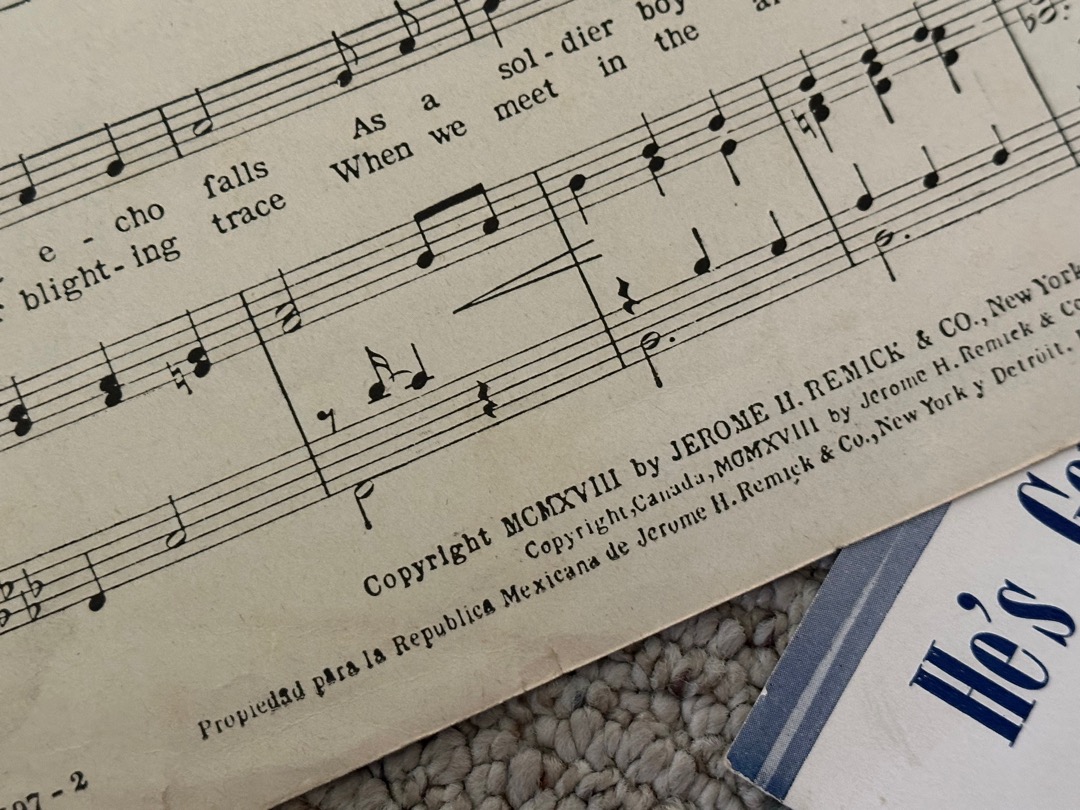 e - cho falls As a sol - dier boy
blight - ing trace When we meet in the
Copyright MCMXVIII by JEROME H. REMICK & CO., New York
Copyright, Canada, MCMXVIII by Jerome H. Remick & Co
Propiedad para la Republica Mexicana de Jerome H. Remick & Co., New York y Detroit.
97 - 2
He's